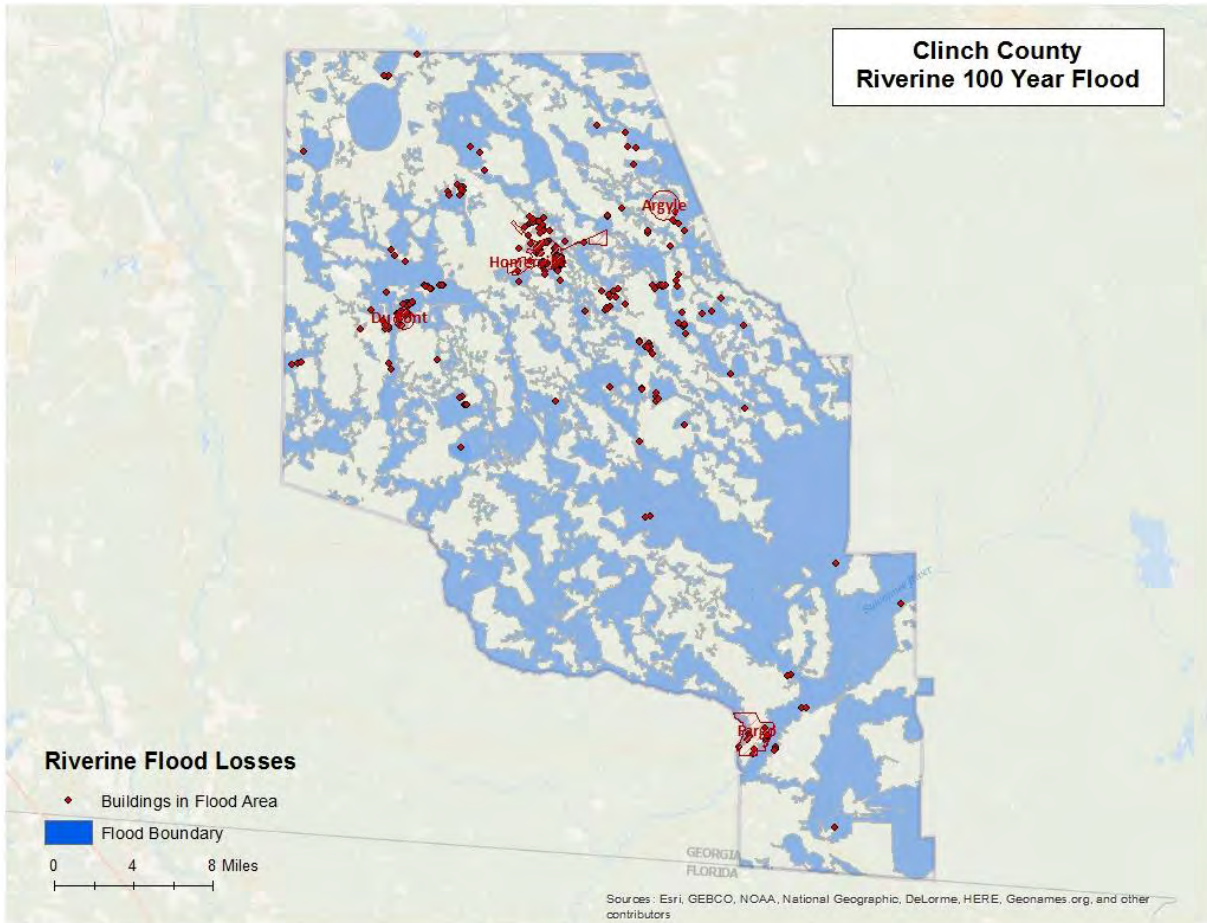 Clinch County
Riverine 100 Year Flood
Argyle
Du Pont
Suwannee River
Fargo
Riverine Flood Losses
Buildings in Flood Area
Flood Boundary
0 4 8 Miles
GEORGIA
FLORIDA
Sources: Esri, GEBCO, NOAA, National Geographic, DeLorme, HERE, Geonames.org, and other
contributors